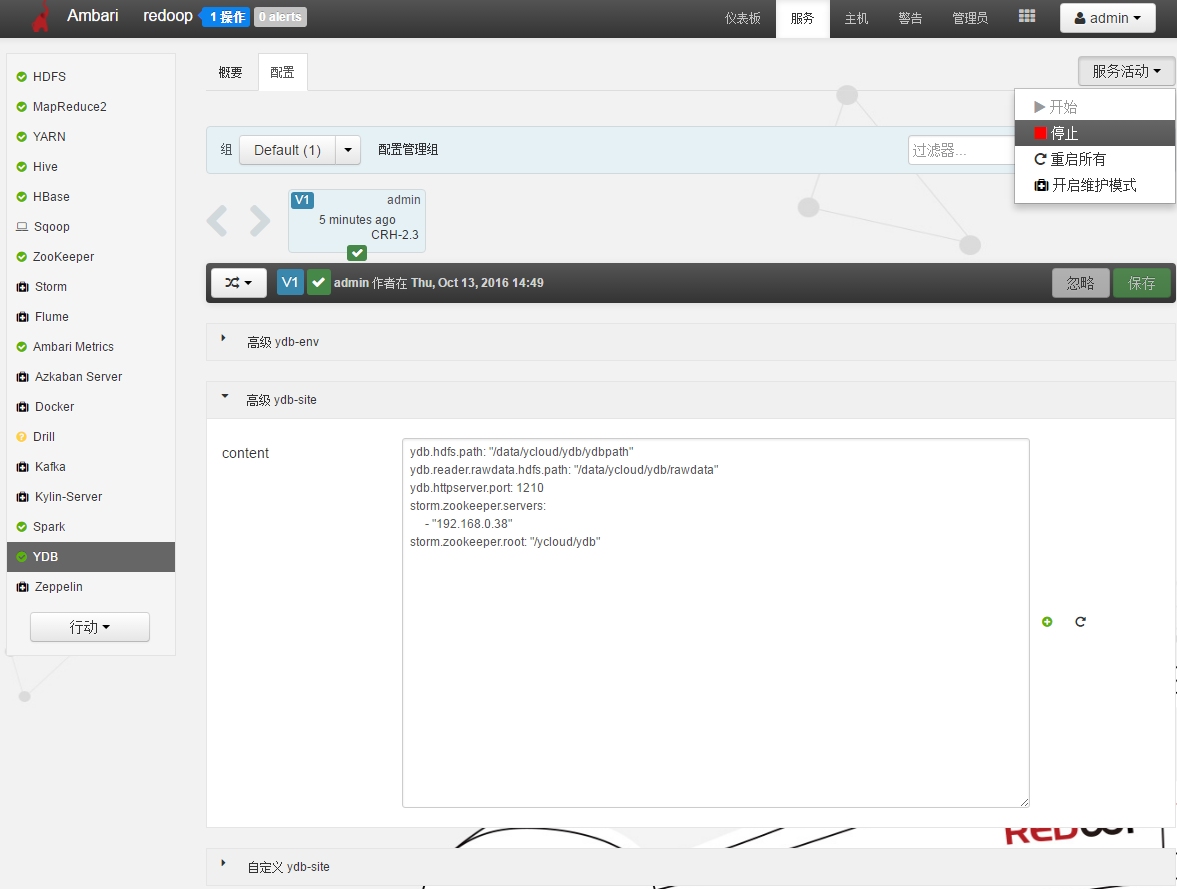 Ambari redoop 1 操作 0 alerts 仪表板 服务 主机 警告 管理员 admin
HDFS
MapReduce2
YARN
Hive
HBase
Sqoop
ZooKeeper
Storm
Flume
Ambari Metrics
Azkaban Server
Docker
Drill
Kafka
Kylin-Server
Spark
YDB
Zeppelin
行动
概要 配置 服务活动
开始
停止
重启所有
开启维护模式
组 Default (1) 配置管理组 过滤器...
V1 admin
5 minutes ago
CRH-2.3
V1 admin 作者在 Thu, Oct 13, 2016 14:49 忽略 保存
高级 ydb-env
高级 ydb-site
content
ydb.hdfs.path: "/data/ycloud/ydb/ydbpath"
ydb.reader.rawdata.hdfs.path: "/data/ycloud/ydb/rawdata"
ydb.httpserver.port: 1210
storm.zookeeper.servers:
- "192.168.0.38"
storm.zookeeper.root: "/ycloud/ydb"
自定义 ydb-site